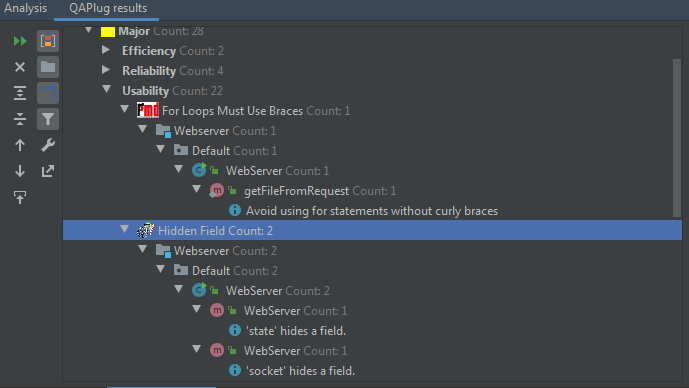 Analysis QAPlug results
Major Count: 28
Efficiency Count: 2
Reliability Count: 4
Usability Count: 22
PMD For Loops Must Use Braces Count: 1
Webserver Count: 1
Default Count: 1
C WebServer Count: 1
m getFileFromRequest Count: 1
i Avoid using for statements without curly braces
Hidden Field Count: 2
Webserver Count: 2
Default Count: 2
C WebServer Count: 2
m WebServer Count: 1
i 'state' hides a field.
m WebServer Count: 1
i 'socket' hides a field.